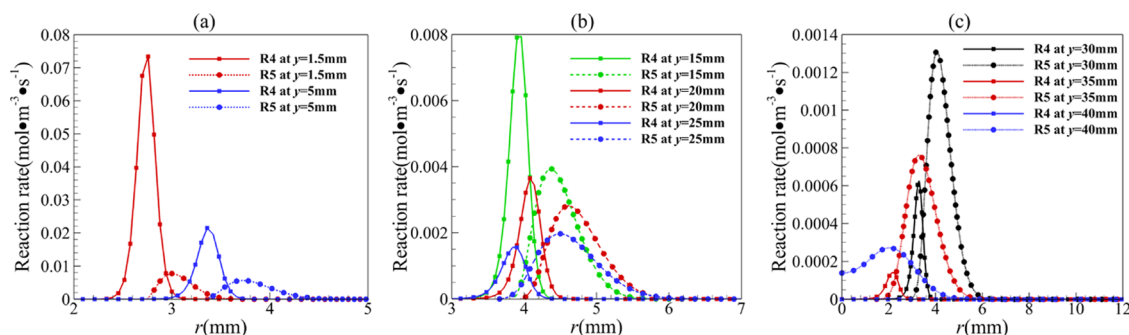 (a)
Reaction rate(mol●m-3●s-1)
0.08
0.07
0.06
0.05
0.04
0.03
0.02
0.01
0
R4 at y=1.5mm
R5 at y=1.5mm
R4 at y=5mm
R5 at y=5mm
2 3 4 5
r(mm)
(b)
Reaction rate(mol●m-3●s-1)
0.008
0.006
0.004
0.002
0
R4 at y=15mm
R5 at y=15mm
R4 at y=20mm
R5 at y=20mm
R4 at y=25mm
R5 at y=25mm
3 4 5 6 7
r(mm)
(c)
Reaction rate(mol●m-3●s-1)
0.0014
0.0012
0.001
0.0008
0.0006
0.0004
0.0002
0
R4 at y=30mm
R5 at y=30mm
R4 at y=35mm
R5 at y=35mm
R4 at y=40mm
R5 at y=40mm
0 2 4 6 8 10 12
r(mm)